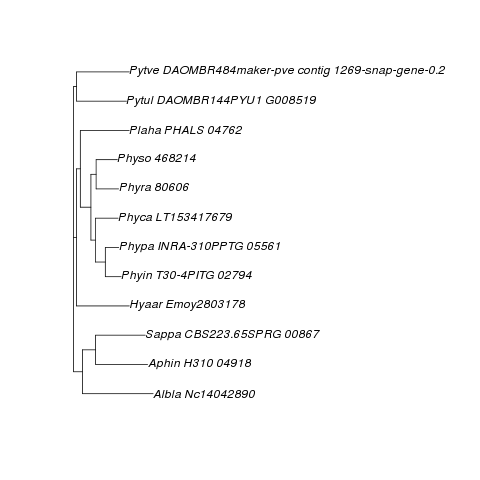 Pytve DAOMBR484maker-pve contig 1269-snap-gene-0.2
Pytul DAOMBR144PYU1 G008519
Plaha PHALS 04762
Physo 468214
Phyra 80606
Phyca LT153417679
Phypa INRA-310PPTG 05561
Phyin T30-4PITG 02794
Hyaar Emoy2803178
Sappa CBS223.65SPRG 00867
Aphin H310 04918
Albla Nc14042890